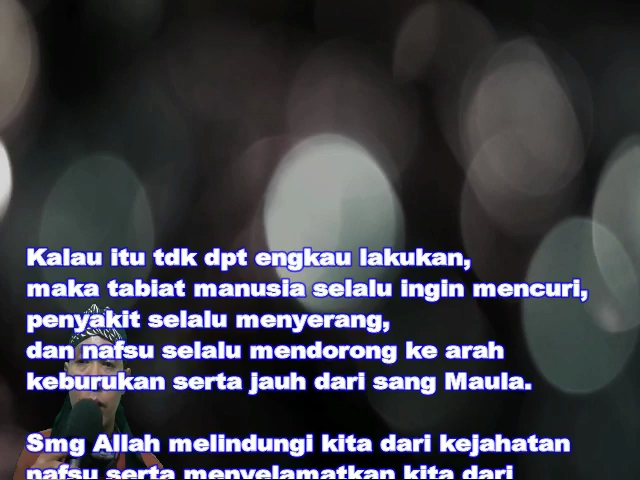 Kalau itu tdk dpt engkau lakukan,
maka tabiat manusia selalu ingin mencuri,
penyakit selalu menyerang,
dan nafsu selalu mendorong ke arah
keburukan serta jauh dari sang Maula.
Smg Allah melindungi kita dari kejahatan
nafsu serta menyelamatkan kita dari